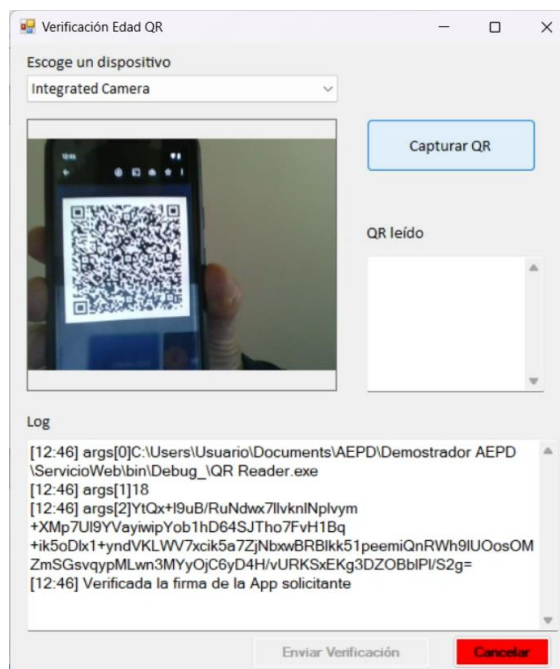 Verificación Edad QR
Escoge un dispositivo
Integrated Camera
Capturar QR
QR leído
Log
[12:46] args[0]C:\Users\Usuario\Documents\AEPD\Demostrador AEPD
\ServicioWeb\bin\Debug_\QR Reader.exe
[12:46] args[1]18
[12:46] args[2]YtQx+I9uB/RuNdwx7llvknlNplvym
+XMp7Ul9YVayiwipYob1hD64SJTho7FvH1Bq
+ik5oDlx1+yndVKLWV7xcik5a7ZjNbxwBRBlkk51peemiQnRWh9lUOosOM
ZmSGsvqypMLwn3MYyOjC6yD4H/vURKSxEKg3DZOBblPl/S2g=
[12:46] Verificada la firma de la App solicitante
Enviar Verificación
Cancelar